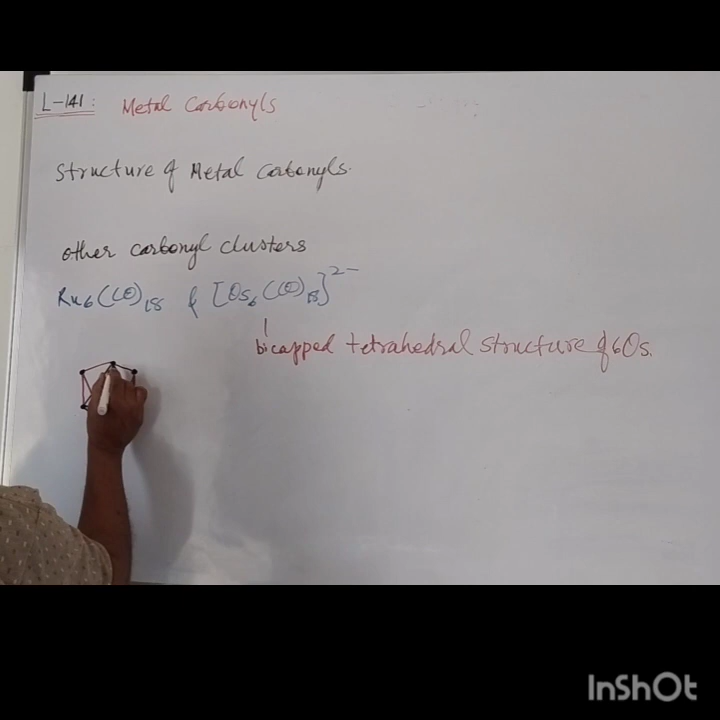 L-141: Metal Carbonyls
Structure of Metal Carbonyls.
other carbonyl clusters
Ru6(CO)18 & [Os6(CO)18]2-
bicapped tetrahedral structure of 6Os.
InShOt